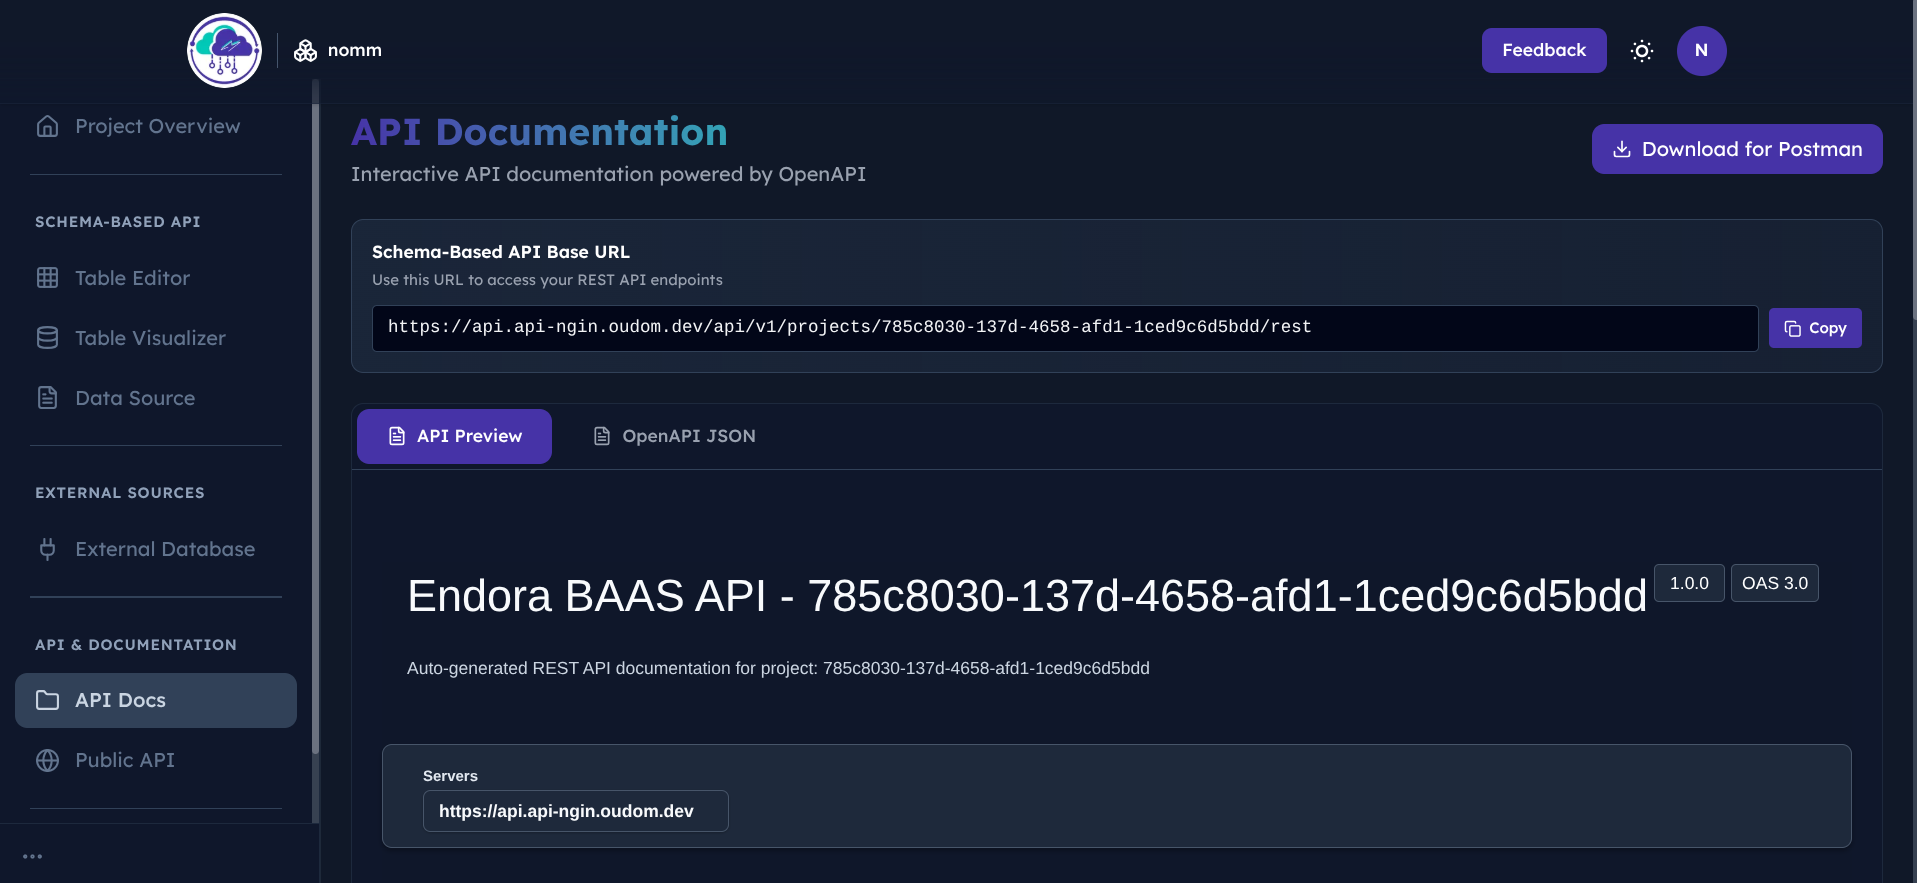 nomm
Feedback
N
Project Overview
SCHEMA-BASED API
Table Editor
Table Visualizer
Data Source
EXTERNAL SOURCES
External Database
API & DOCUMENTATION
API Docs
Public API
API Documentation
Interactive API documentation powered by OpenAPI
Download for Postman
Schema-Based API Base URL
Use this URL to access your REST API endpoints
https://api.api-ngin.oudom.dev/api/v1/projects/785c8030-137d-4658-afd1-1ced9c6d5bdd/rest
Copy
API Preview
OpenAPI JSON
Endora BAAS API - 785c8030-137d-4658-afd1-1ced9c6d5bdd
1.0.0
OAS 3.0
Auto-generated REST API documentation for project: 785c8030-137d-4658-afd1-1ced9c6d5bdd
Servers
https://api.api-ngin.oudom.dev